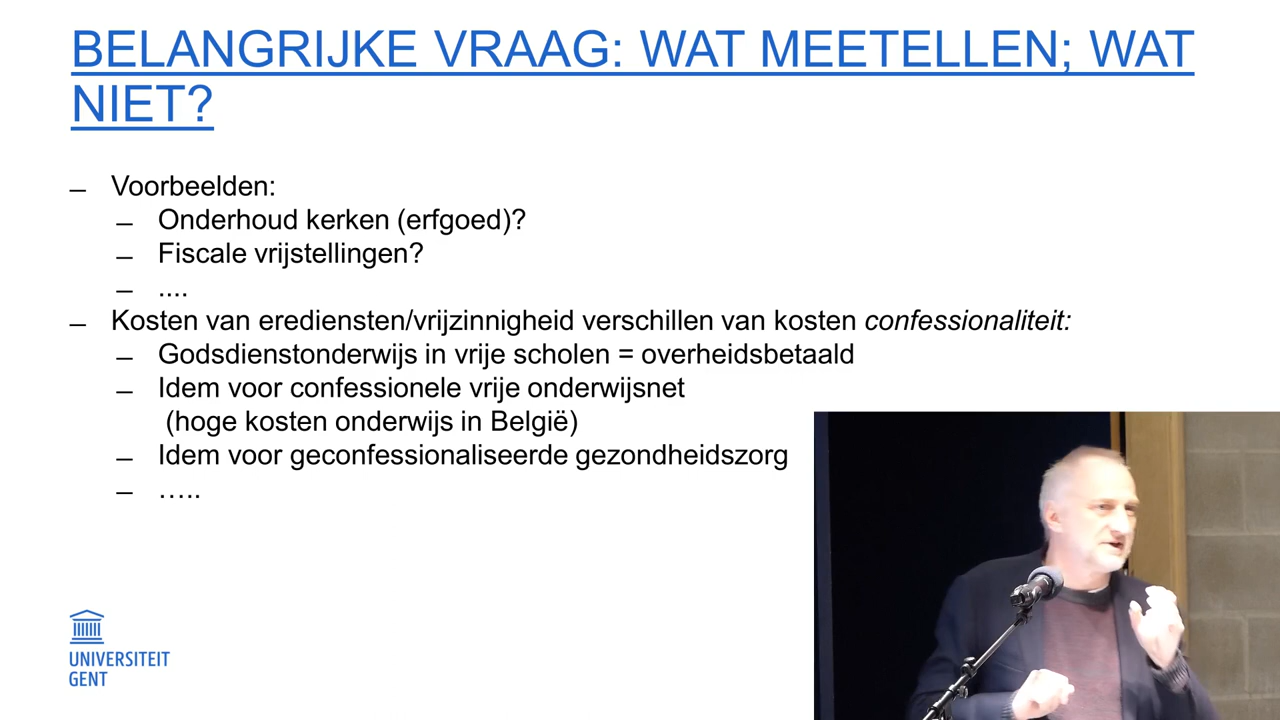 BELANGRIJKE VRAAG: WAT MEETELLEN; WAT
NIET?
– Voorbeelden:
– Onderhoud kerken (erfgoed)?
– Fiscale vrijstellingen?
– ....
– Kosten van erediensten/vrijzinnigheid verschillen van kosten confessionaliteit:
– Godsdienstonderwijs in vrije scholen = overheidsbetaald
– Idem voor confessionele vrije onderwijsnet
(hoge kosten onderwijs in België)
– Idem voor geconfessionaliseerde gezondheidszorg
– …..
UNIVERSITEIT
GENT